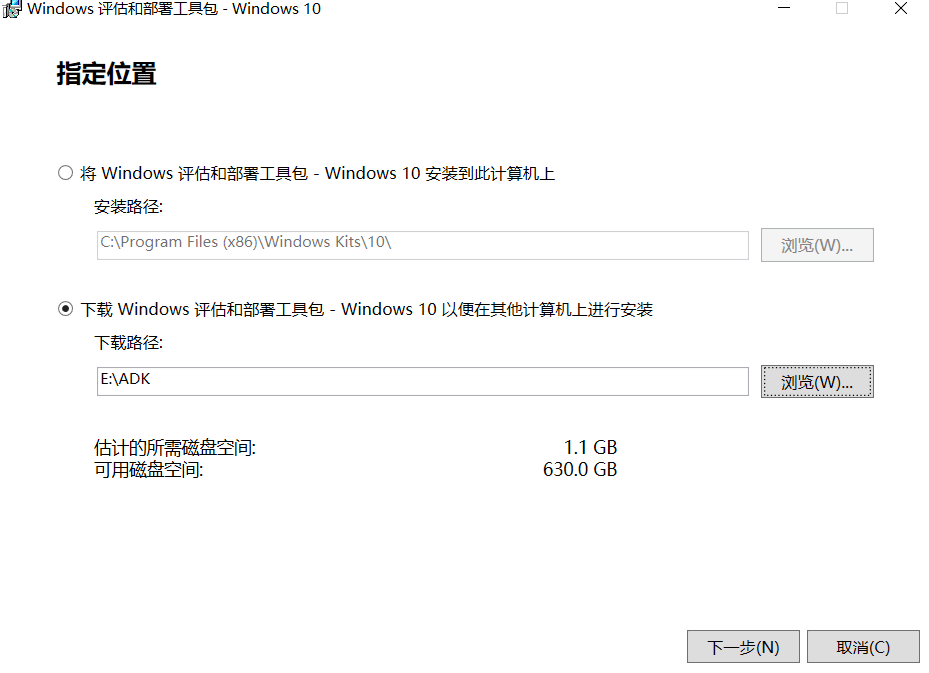 Windows 评估和部署工具包 - Windows 10
指定位置
将 Windows 评估和部署工具包 - Windows 10 安装到此计算机上
安装路径:
C:\Program Files (x86)\Windows Kits\10\
浏览(W)...
下载 Windows 评估和部署工具包 - Windows 10 以便在其他计算机上进行安装
下载路径:
E:\ADK
浏览(W)...
估计的所需磁盘空间: 1.1 GB
可用磁盘空间: 630.0 GB
下一步(N) 取消(C)